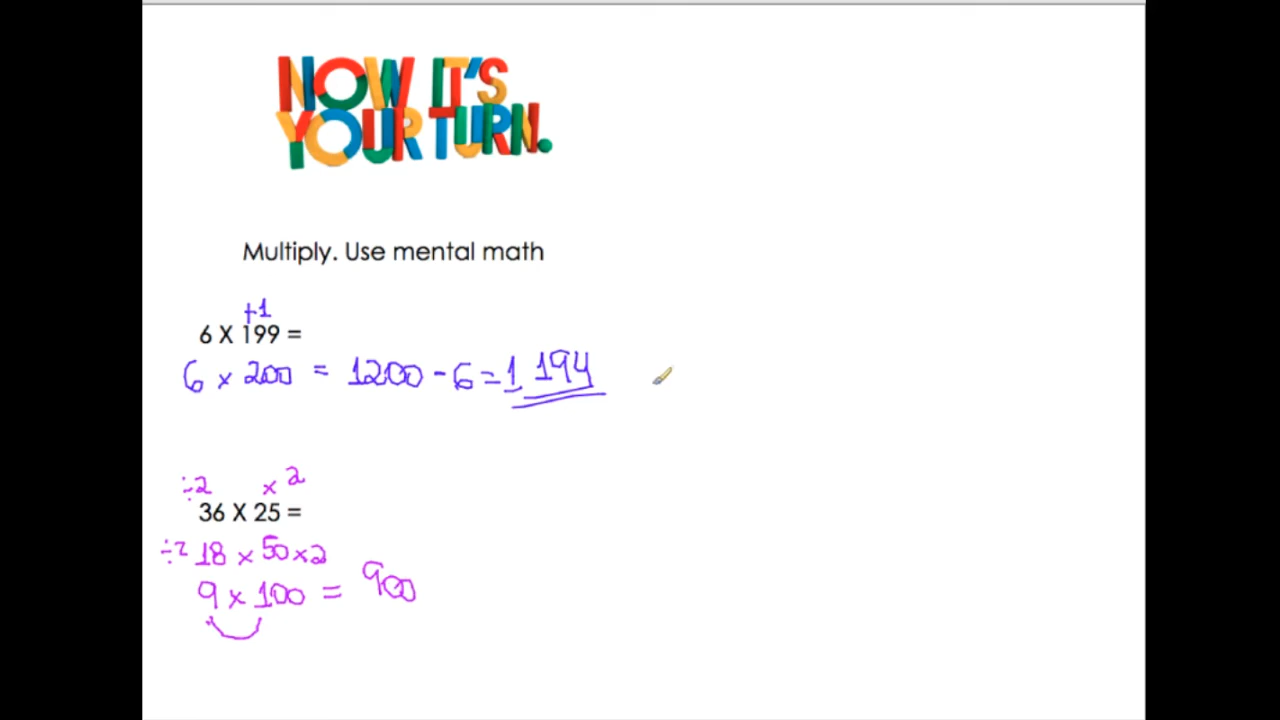 NOW IT'S
YOUR TURN.
Multiply. Use mental math
+1
6 X 199 =
6 × 200 = 1200 - 6 = 1 194
÷2 × 2
36 X 25 =
÷2 18 × 50 × 2
9 × 100 = 900